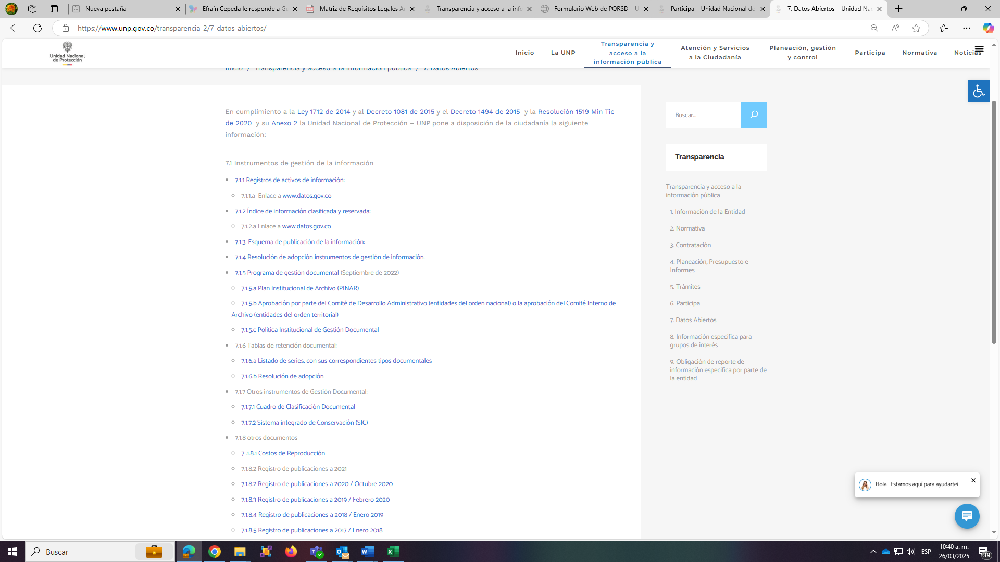 Nueva pestaña
Efraín Cepeda le responde a Gu
Matriz de Requisitos Legales A
Transparencia y acceso a la info
Formulario Web de PQRSD – U
Participa – Unidad Nacional de
7. Datos Abiertos – Unidad Na
https://www.unp.gov.co/transparencia-2/7-datos-abiertos/
Unidad Nacional
de Protección
Inicio
La UNP
Transparencia y
acceso a la
información pública
Atención y Servicios
a la Ciudadanía
Planeación, gestión
y control
Participa
Normativa
Noticias
Inicio / Transparencia y acceso a la información pública / 7. Datos Abiertos
En cumplimiento a la Ley 1712 de 2014 y al Decreto 1081 de 2015 y el Decreto 1494 de 2015 y la Resolución 1519 Min Tic
de 2020 y su Anexo 2 la Unidad Nacional de Protección – UNP pone a disposición de la ciudadanía la siguiente
información:
7.1 Instrumentos de gestión de la información
7.1.1 Registros de activos de información:
7.1.1.a Enlace a www.datos.gov.co
7.1.2 Índice de información clasificada y reservada:
7.1.2.a Enlace a www.datos.gov.co
7.1.3. Esquema de publicación de la información:
7.1.4 Resolución de adopción instrumentos de gestión de información.
7.1.5 Programa de gestión documental (Septiembre de 2022)
7.1.5.a Plan Institucional de Archivo (PINAR)
7.1.5.b Aprobación por parte del Comité de Desarrollo Administrativo (entidades del orden nacional) o la aprobación del Comité Interno de
Archivo (entidades del orden territorial)
7.1.5.c Política Institucional de Gestión Documental
7.1.6 Tablas de retención documental:
7.1.6.a Listado de series, con sus correspondientes tipos documentales
7.1.6.b Resolución de adopción
7.1.7 Otros instrumentos de Gestión Documental:
7.1.7.1 Cuadro de Clasificación Documental
7.1.7.2 Sistema integrado de Conservación (SIC)
7.1.8 otros documentos
7 .1.8.1 Costos de Reproducción
7.1.8.2 Registro de publicaciones a 2021
7.1.8.2 Registro de publicaciones a 2020 / Octubre 2020
7.1.8.3 Registro de publicaciones a 2019 / Febrero 2020
7.1.8.4 Registro de publicaciones a 2018 / Enero 2019
7.1.8.5 Registro de publicaciones a 2017 / Enero 2018
Buscar...
Transparencia
Transparencia y acceso a la
información pública
1. Información de la Entidad
2. Normativa
3. Contratación
4. Planeación, Presupuesto e
Informes
5. Trámites
6. Participa
7. Datos Abiertos
8. Información específica para
grupos de interés
9. Obligación de reporte de
información específica por parte de
la entidad
Hola. Estamos aquí para ayudarte!
Buscar
ESP
10:40 a. m.
26/03/2025
39